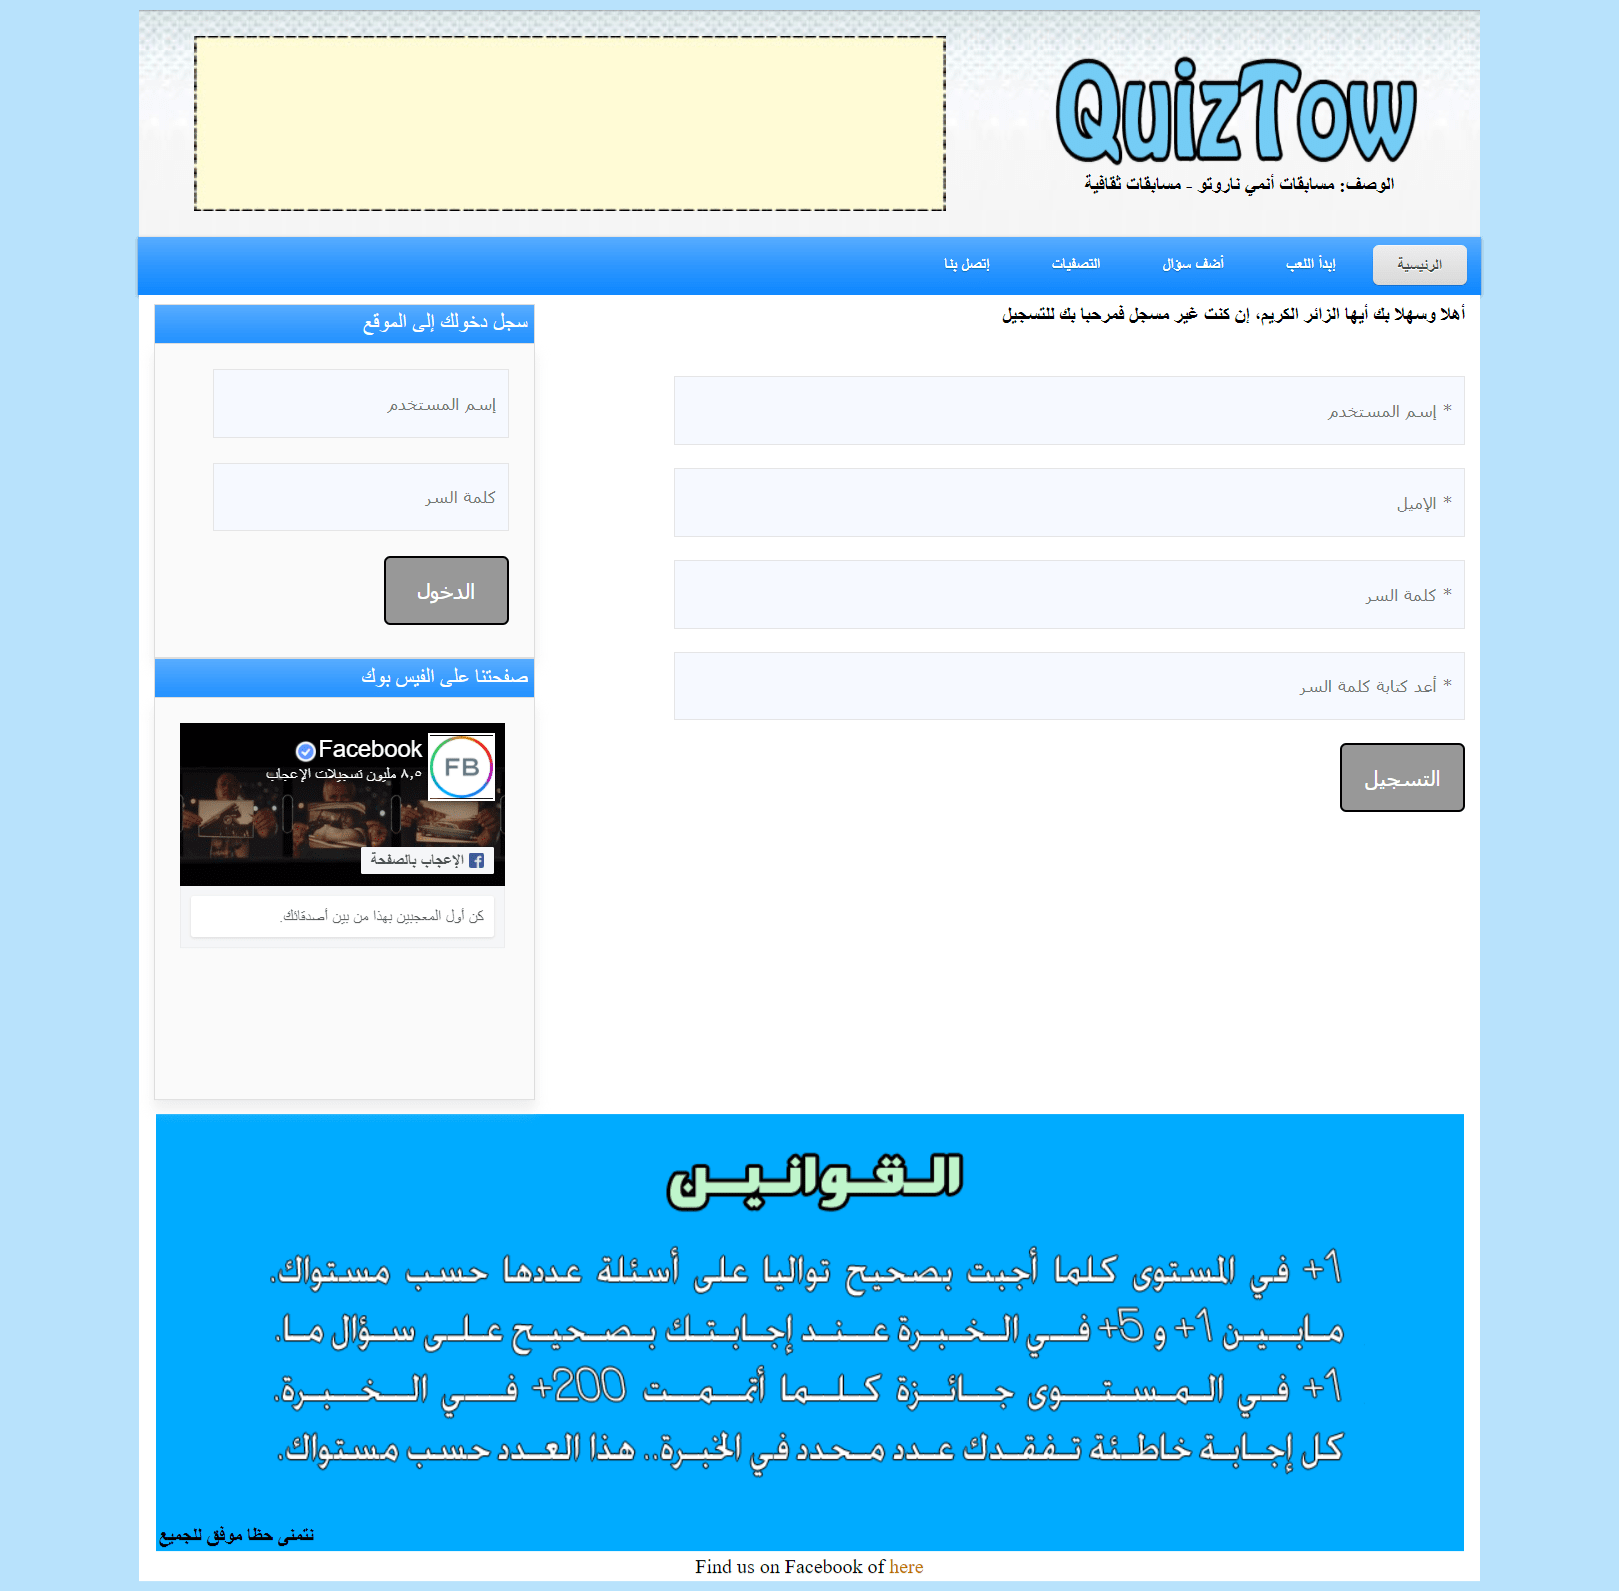 QuizTow
الوصف: مسابقات أنمي ناروتو - مسابقات ثقافية
الرئيسية
إبدأ اللعب
أضف سؤال
التصفيات
إتصل بنا
أهلا وسهلا بك أيها الزائر الكريم، إن كنت غير مسجل فمرحبا بك للتسجيل
* إسم المستخدم
* الإميل
* كلمة السر
* أعد كتابة كلمة السر
التسجيل
سجل دخولك إلى الموقع
إسم المستخدم
كلمة السر
الدخول
صفحتنا على الفيس بوك
FB
Facebook
٨,٥ مليون تسجيلات الإعجاب
الإعجاب بالصفحة
كن أول المعجبين بهذا من بين أصدقائك.
القوانين
+1 في المستوى كلما أجبت بصحيح تواليا على أسئلة عددها حسب مستواك.
مابين +1 و +5 في الخبرة عند إجابتك بصحيح على سؤال ما.
+1 في المستوى جائزة كلما أتممت +200 في الخبرة.
كل إجابة خاطئة تفقدك عدد محدد في الخبرة.. هذا العدد حسب مستواك.
نتمنى حظا موفق للجميع
Find us on Facebook of here